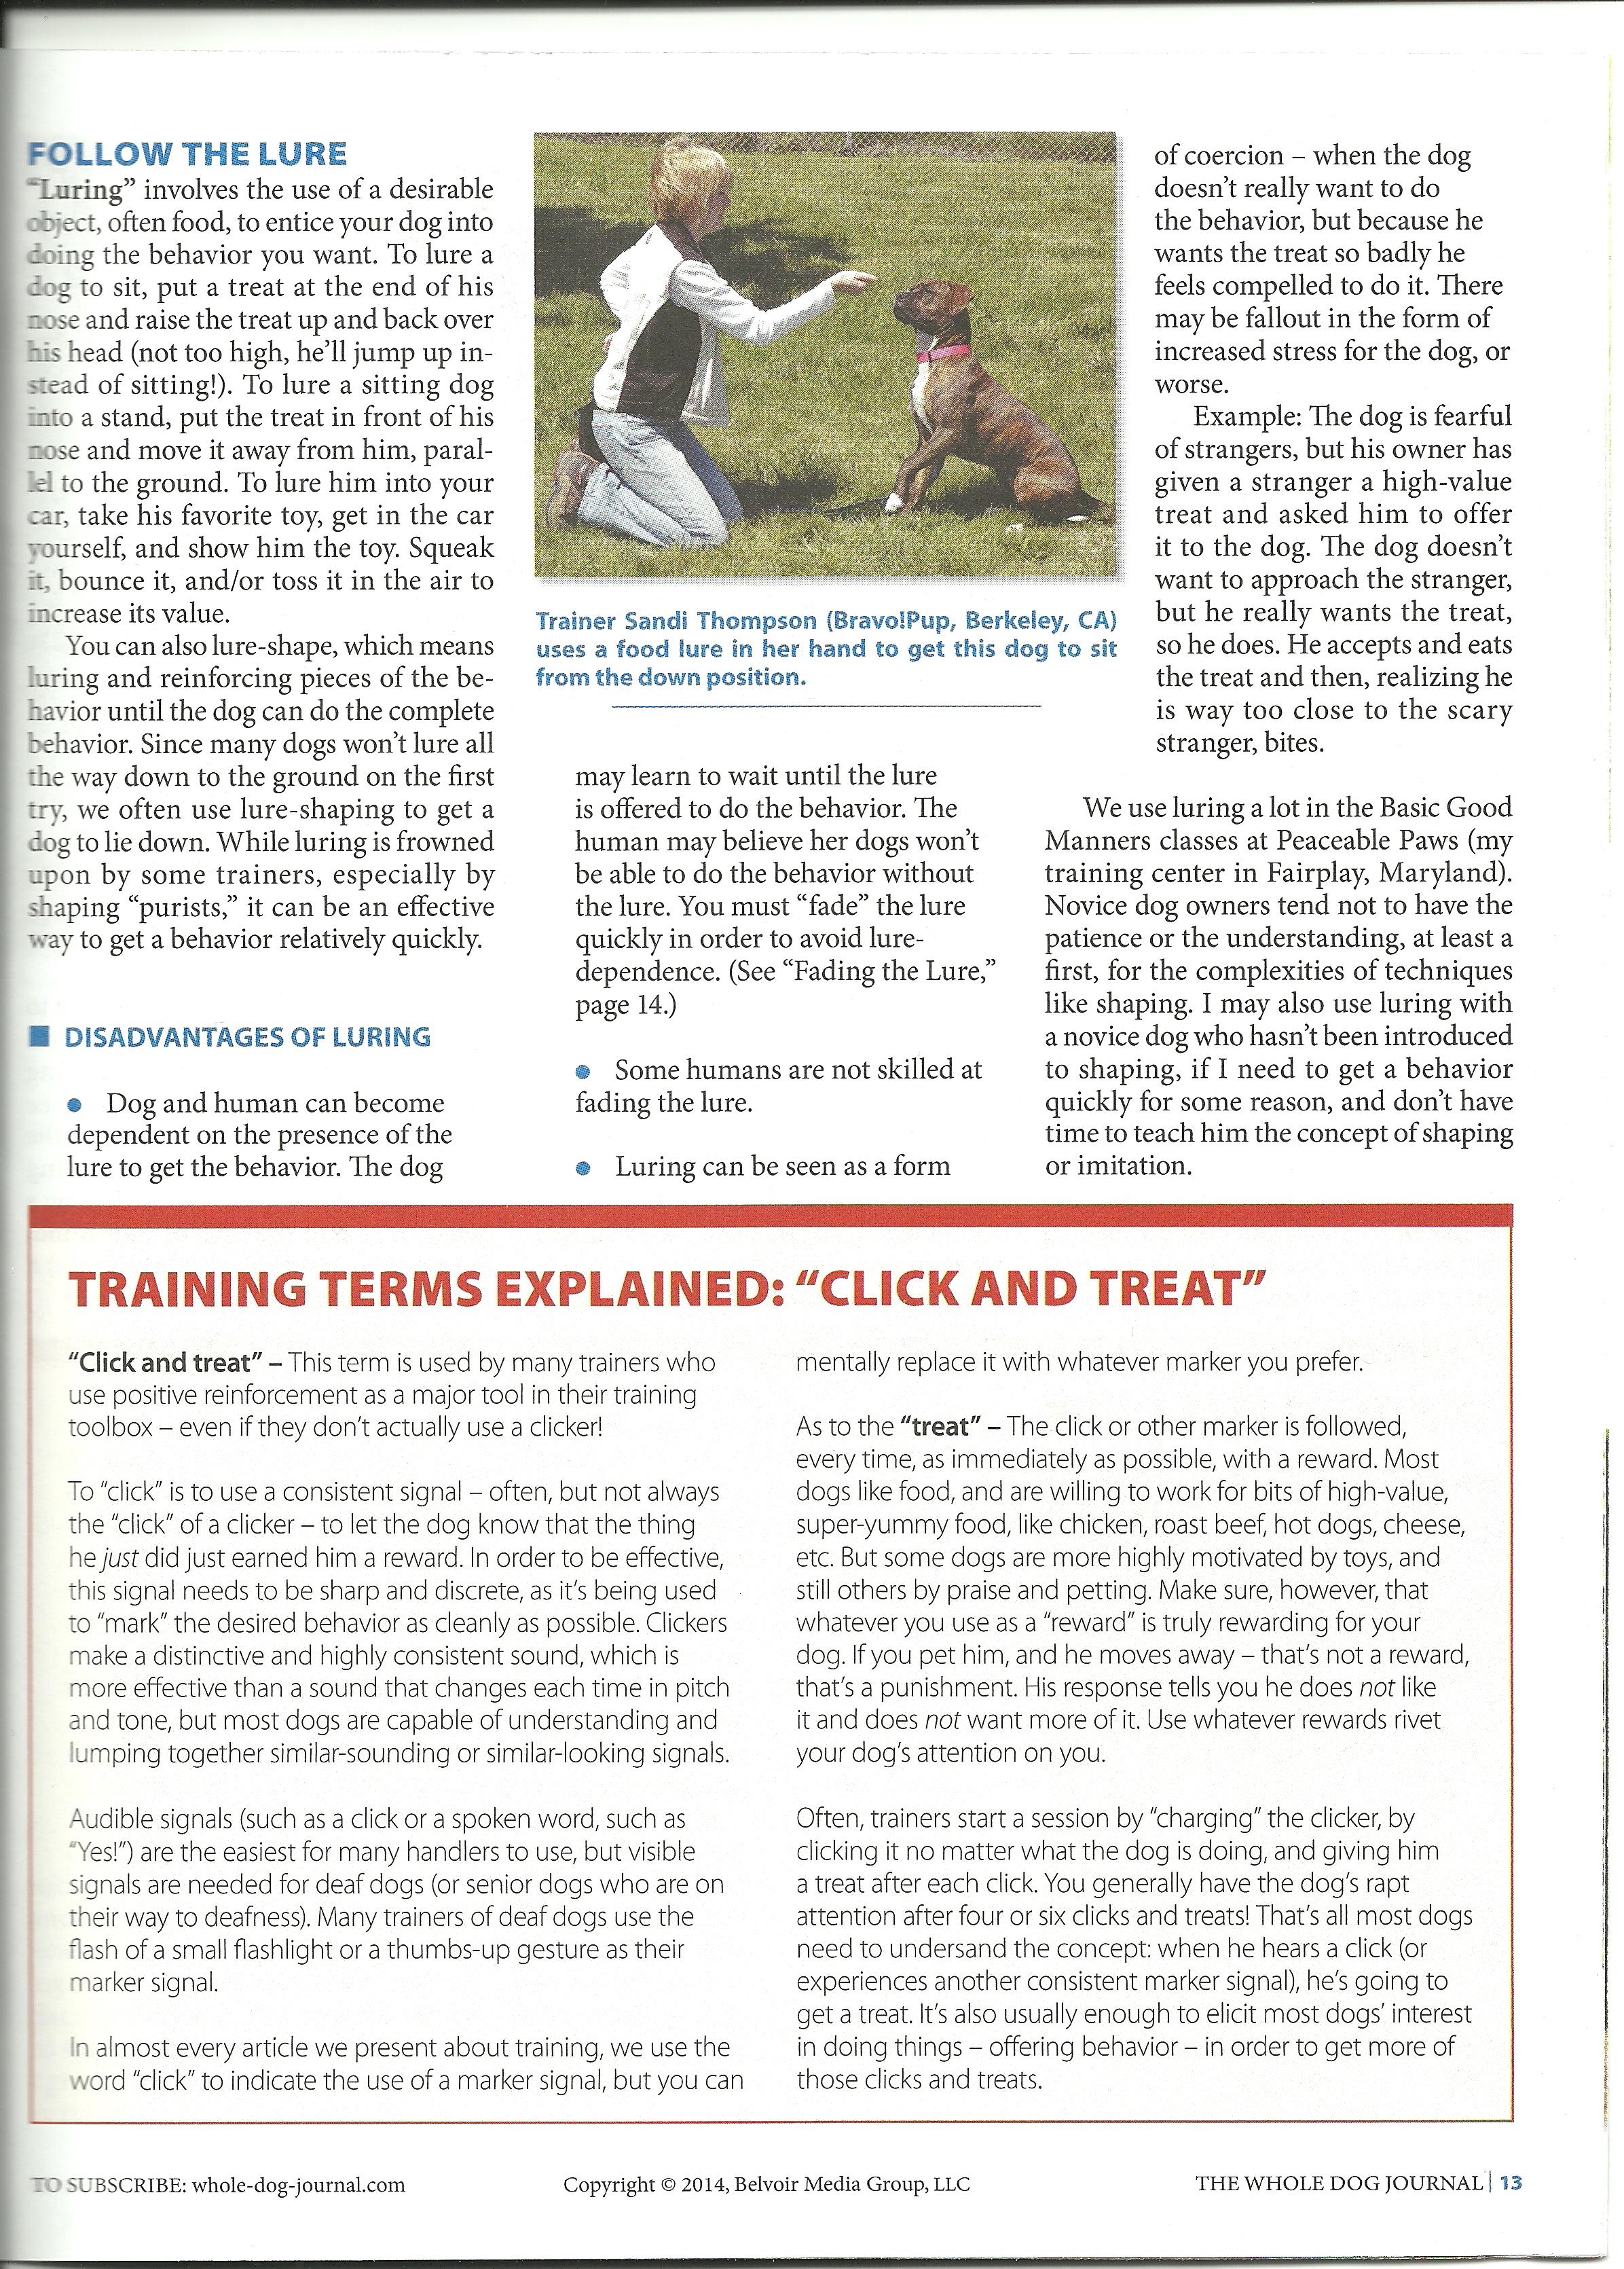 FOLLOW THE LURE
“Luring” involves the use of a desirable
object, often food, to entice your dog into
doing the behavior you want. To lure a
dog to sit, put a treat at the end of his
nose and raise the treat up and back over
his head (not too high, he’ll jump up in-
stead of sitting!). To lure a sitting dog
into a stand, put the treat in front of his
nose and move it away from him, paral-
lel to the ground. To lure him into your
car, take his favorite toy, get in the car
yourself, and show him the toy. Squeak
it, bounce it, and/or toss it in the air to
increase its value.
You can also lure-shape, which means
luring and reinforcing pieces of the be-
havior until the dog can do the complete
behavior. Since many dogs won’t lure all
the way down to the ground on the first
try, we often use lure-shaping to get a
dog to lie down. While luring is frowned
upon by some trainers, especially by
shaping “purists,” it can be an effective
way to get a behavior relatively quickly.
■ DISADVANTAGES OF LURING
● Dog and human can become
dependent on the presence of the
lure to get the behavior. The dog
Trainer Sandi Thompson (Bravo!Pup, Berkeley, CA)
uses a food lure in her hand to get this dog to sit
from the down position.
may learn to wait until the lure
is offered to do the behavior. The
human may believe her dogs won’t
be able to do the behavior without
the lure. You must “fade” the lure
quickly in order to avoid lure-
dependence. (See “Fading the Lure,”
page 14.)
● Some humans are not skilled at
fading the lure.
● Luring can be seen as a form
of coercion – when the dog
doesn’t really want to do
the behavior, but because he
wants the treat so badly he
feels compelled to do it. There
may be fallout in the form of
increased stress for the dog, or
worse.
Example: The dog is fearful
of strangers, but his owner has
given a stranger a high-value
treat and asked him to offer
it to the dog. The dog doesn’t
want to approach the stranger,
but he really wants the treat,
so he does. He accepts and eats
the treat and then, realizing he
is way too close to the scary
stranger, bites.
We use luring a lot in the Basic Good
Manners classes at Peaceable Paws (my
training center in Fairplay, Maryland).
Novice dog owners tend not to have the
patience or the understanding, at least a
first, for the complexities of techniques
like shaping. I may also use luring with
a novice dog who hasn’t been introduced
to shaping, if I need to get a behavior
quickly for some reason, and don’t have
time to teach him the concept of shaping
or imitation.
TRAINING TERMS EXPLAINED: “CLICK AND TREAT”
“Click and treat” – This term is used by many trainers who
use positive reinforcement as a major tool in their training
toolbox – even if they don’t actually use a clicker!
To “click” is to use a consistent signal – often, but not always
the “click” of a clicker – to let the dog know that the thing
he just did just earned him a reward. In order to be effective,
this signal needs to be sharp and discrete, as it’s being used
to “mark” the desired behavior as cleanly as possible. Clickers
make a distinctive and highly consistent sound, which is
more effective than a sound that changes each time in pitch
and tone, but most dogs are capable of understanding and
lumping together similar-sounding or similar-looking signals.
Audible signals (such as a click or a spoken word, such as
“Yes!”) are the easiest for many handlers to use, but visible
signals are needed for deaf dogs (or senior dogs who are on
their way to deafness). Many trainers of deaf dogs use the
flash of a small flashlight or a thumbs-up gesture as their
marker signal.
In almost every article we present about training, we use the
word “click” to indicate the use of a marker signal, but you can
mentally replace it with whatever marker you prefer.
As to the “treat” – The click or other marker is followed,
every time, as immediately as possible, with a reward. Most
dogs like food, and are willing to work for bits of high-value,
super-yummy food, like chicken, roast beef, hot dogs, cheese,
etc. But some dogs are more highly motivated by toys, and
still others by praise and petting. Make sure, however, that
whatever you use as a “reward” is truly rewarding for your
dog. If you pet him, and he moves away – that’s not a reward,
that’s a punishment. His response tells you he does not like
it and does not want more of it. Use whatever rewards rivet
your dog’s attention on you.
Often, trainers start a session by “charging” the clicker, by
clicking it no matter what the dog is doing, and giving him
a treat after each click. You generally have the dog’s rapt
attention after four or six clicks and treats! That’s all most dogs
need to undersand the concept: when he hears a click (or
experiences another consistent marker signal), he’s going to
get a treat. It’s also usually enough to elicit most dogs’ interest
in doing things – offering behavior – in order to get more of
those clicks and treats.
TO SUBSCRIBE: whole-dog-journal.com
Copyright © 2014, Belvoir Media Group, LLC
THE WHOLE DOG JOURNAL | 13